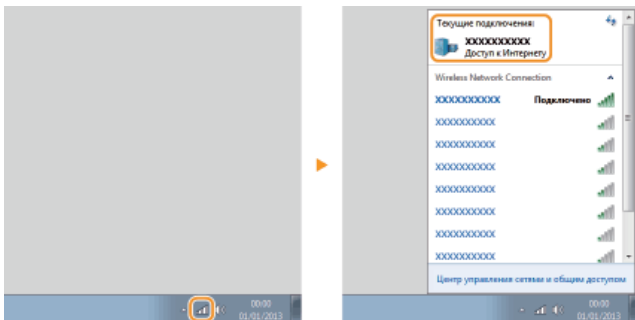 00:00
01/01/2013
Текущие подключения:
XXXXXXXXXX
Доступ к Интернету
Wireless Network Connection
XXXXXXXXXX Подключено
XXXXXXXXXX
XXXXXXXXXX
XXXXXXXXXX
XXXXXXXXXX
XXXXXXXXXX
XXXXXXXXXX
XXXXXXXXXX
Центр управления сетями и общим доступом
00:00
01/01/2013